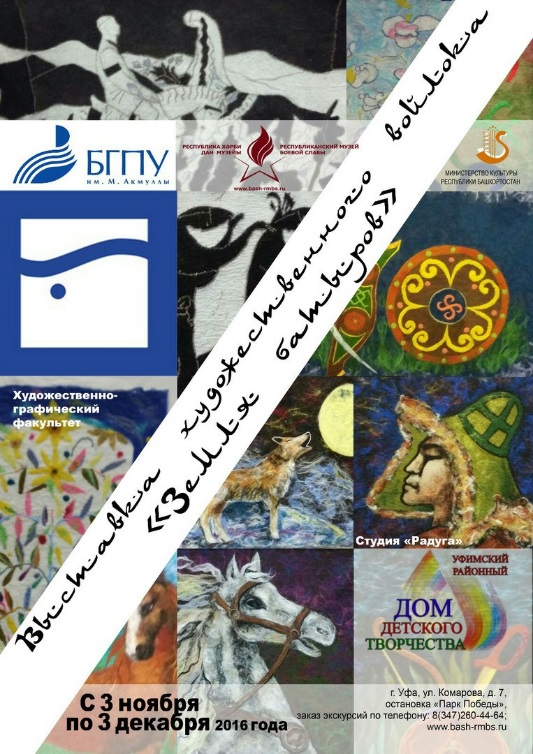 БГПУ
им. М. Акмуллы
РЕСПУБЛИКА ХӘРБИ
ДАН МУЗЕЙЫ
РЕСПУБЛИКАНСКИЙ МУЗЕЙ
БОЕВОЙ СЛАВЫ
www.bash-rmbs.ru
МИНИСТЕРСТВО КУЛЬТУРЫ
РЕСПУБЛИКИ БАШКОРТОСТАН
Выставка художественного войлока
«Земля батыров»
Художественно-
графический
факультет
Студия «Радуга»
УФИМСКИЙ
РАЙОННЫЙ
ДОМ
ДЕТСКОГО
ТВОРЧЕСТВА
С 3 ноября
по 3 декабря 2016 года
г. Уфа, ул. Комарова, д. 7,
остановка «Парк Победы»,
заказ экскурсий по телефону: 8(347)260-44-64;
www.bash-rmbs.ru